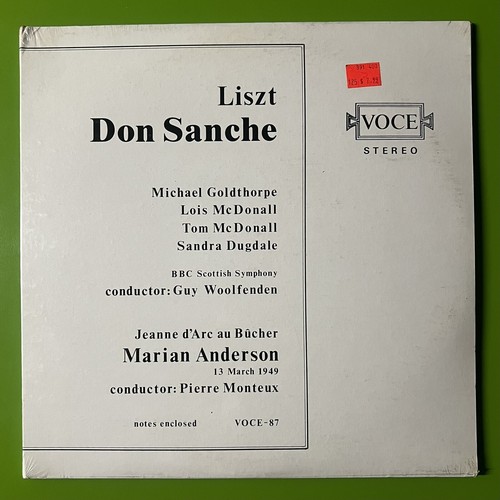 Liszt
Don Sanche
VOCE
STEREO
Michael Goldthorpe
Lois McDonall
Tom McDonall
Sandra Dugdale
BBC Scottish Symphony
conductor: Guy Woolfenden
Jeanne d'Arc au Bûcher
Marian Anderson
13 March 1949
conductor: Pierre Monteux
notes enclosed VOCE-87